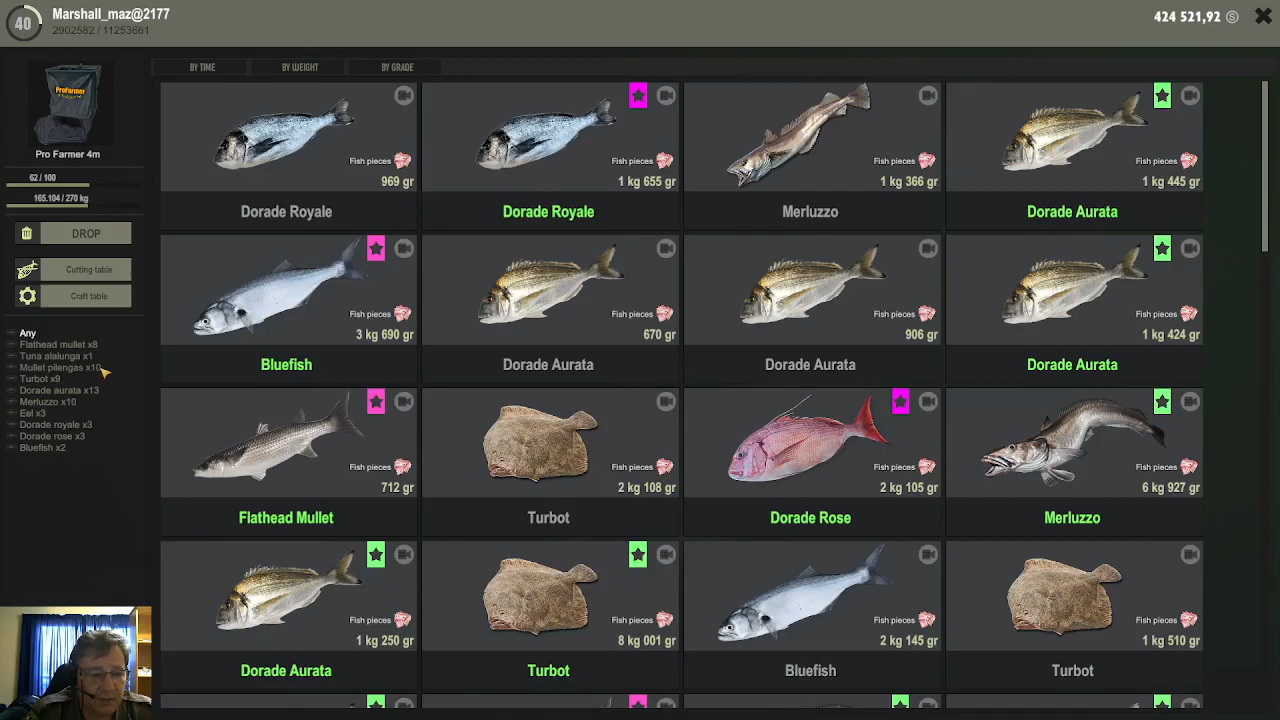 40
Marshall_maz@2177
2902582 / 11253661
424 521,92
ProFarmer
Pro Farmer 4m
62 / 100
165.104 / 270 kg
DROP
Cutting table
Craft table
Any
Flathead mullet x8
Tuna alalunga x1
Mullet pilengas x10
Turbot x9
Dorade aurata x13
Merluzzo x10
Eel x3
Dorade royale x3
Dorade rose x3
Bluefish x2
BY TIME
BY WEIGHT
BY GRADE
Fish pieces
969 gr
Dorade Royale
Fish pieces
1 kg 655 gr
Dorade Royale
Fish pieces
1 kg 366 gr
Merluzzo
Fish pieces
1 kg 445 gr
Dorade Aurata
Fish pieces
3 kg 690 gr
Bluefish
Fish pieces
670 gr
Dorade Aurata
Fish pieces
906 gr
Dorade Aurata
Fish pieces
1 kg 424 gr
Dorade Aurata
Fish pieces
712 gr
Flathead Mullet
Fish pieces
2 kg 108 gr
Turbot
Fish pieces
2 kg 105 gr
Dorade Rose
Fish pieces
6 kg 927 gr
Merluzzo
Fish pieces
1 kg 250 gr
Dorade Aurata
Fish pieces
8 kg 001 gr
Turbot
Fish pieces
2 kg 145 gr
Bluefish
Fish pieces
1 kg 510 gr
Turbot